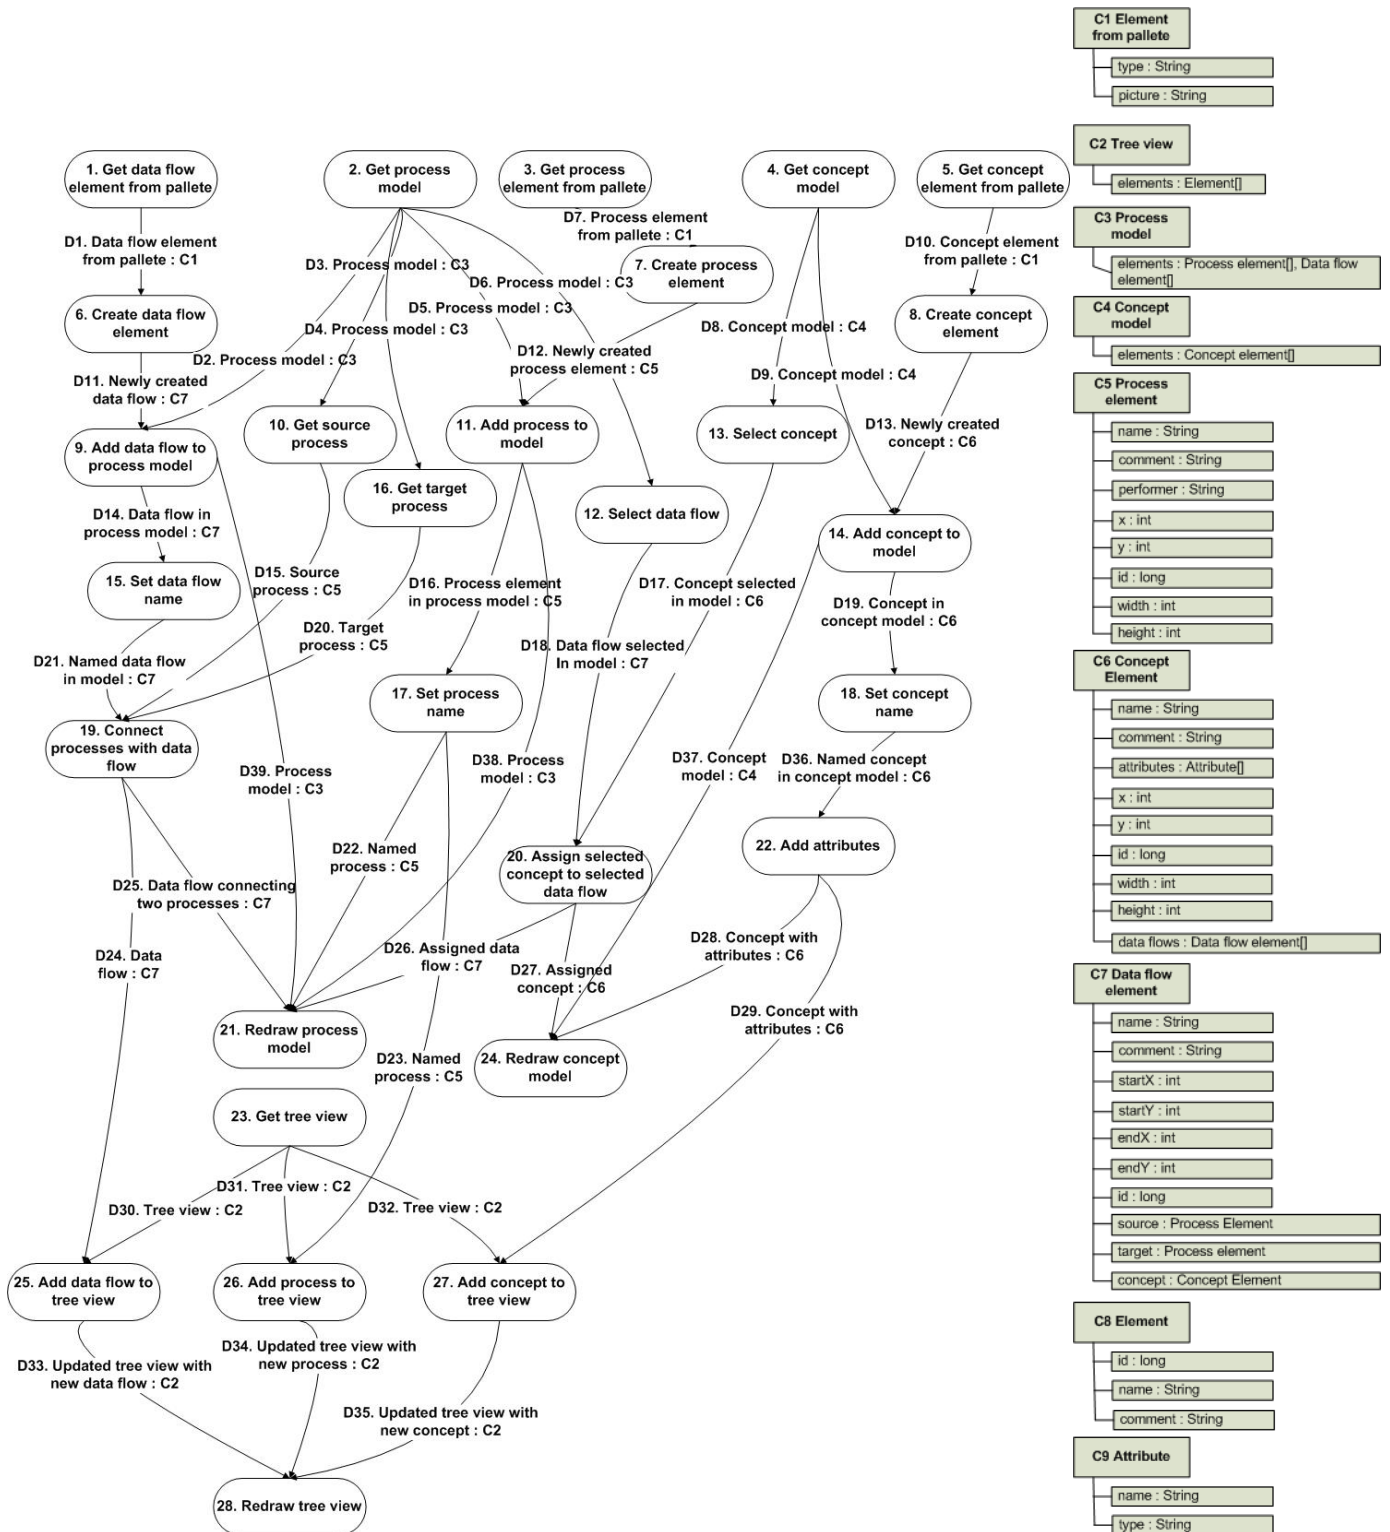 1. Get data flow
element from pallete
2. Get process
model
3. Get process
element from pallete
4. Get concept
model
5. Get concept
element from pallete
D1. Data flow element
from pallete : C1
D7. Process element
from pallete : C1
D10. Concept element
from pallete : C1
D3. Process model : C3
D6. Process model : C3
7. Create process
element
6. Create data flow
element
D5. Process model : C3
D4. Process model : C3
D8. Concept model : C4
8. Create concept
element
D2. Process model : C3
D12. Newly created
process element : C5
D9. Concept model : C4
D11. Newly created
data flow : C7
10. Get source
process
11. Add process to
model
13. Select concept
D13. Newly created
concept : C6
9. Add data flow to
process model
16. Get target
process
12. Select data flow
14. Add concept to
model
D14. Data flow in
process model : C7
15. Set data flow
name
D15. Source
process : C5
D16. Process element
in process model : C5
D17. Concept selected
in model : C6
D19. Concept in
concept model : C6
D20. Target
process : C5
D18. Data flow selected
In model : C7
D21. Named data flow
in model : C7
17. Set process
name
18. Set concept
name
19. Connect
processes with data
flow
D39. Process
model : C3
D38. Process
model : C3
D37. Concept
model : C4
D36. Named concept
in concept model : C6
D22. Named
process : C5
20. Assign selected
concept to selected
data flow
22. Add attributes
D25. Data flow connecting
two processes : C7
D24. Data
flow : C7
D26. Assigned data
flow : C7
D27. Assigned
concept : C6
D28. Concept with
attributes : C6
D29. Concept with
attributes : C6
21. Redraw process
model
D23. Named
process : C5
24. Redraw concept
model
23. Get tree view
D31. Tree view : C2
D30. Tree view : C2
D32. Tree view : C2
25. Add data flow to
tree view
26. Add process to
tree view
27. Add concept to
tree view
D33. Updated tree view with
new data flow : C2
D34. Updated tree view with
new process : C2
D35. Updated tree view with
new concept : C2
28. Redraw tree view
C1 Element
from pallete
type : String
picture : String
C2 Tree view
elements : Element[]
C3 Process
model
elements : Process element[], Data flow
element[]
C4 Concept
model
elements : Concept element[]
C5 Process
element
name : String
comment : String
performer : String
x : int
y : int
id : long
width : int
height : int
C6 Concept
Element
name : String
comment : String
attributes : Attribute[]
x : int
y : int
id : long
width : int
height : int
data flows : Data flow element[]
C7 Data flow
element
name : String
comment : String
startX : int
startY : int
endX : int
endY : int
id : long
source : Process Element
target : Process element
concept : Concept Element
C8 Element
id : long
name : String
comment : String
C9 Attribute
name : String
type : String